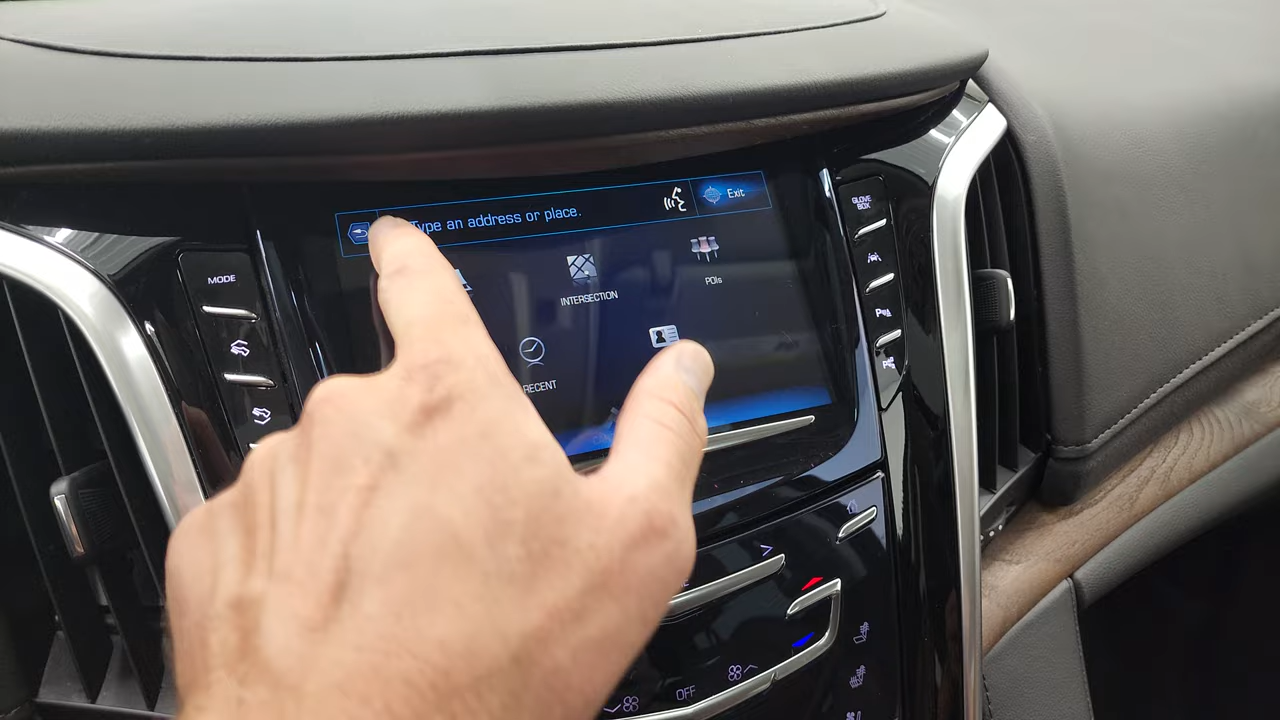 Type an address or place.
Exit
GLOVE
BOX
MODE
INTERSECTION
POIs
RECENT
OFF